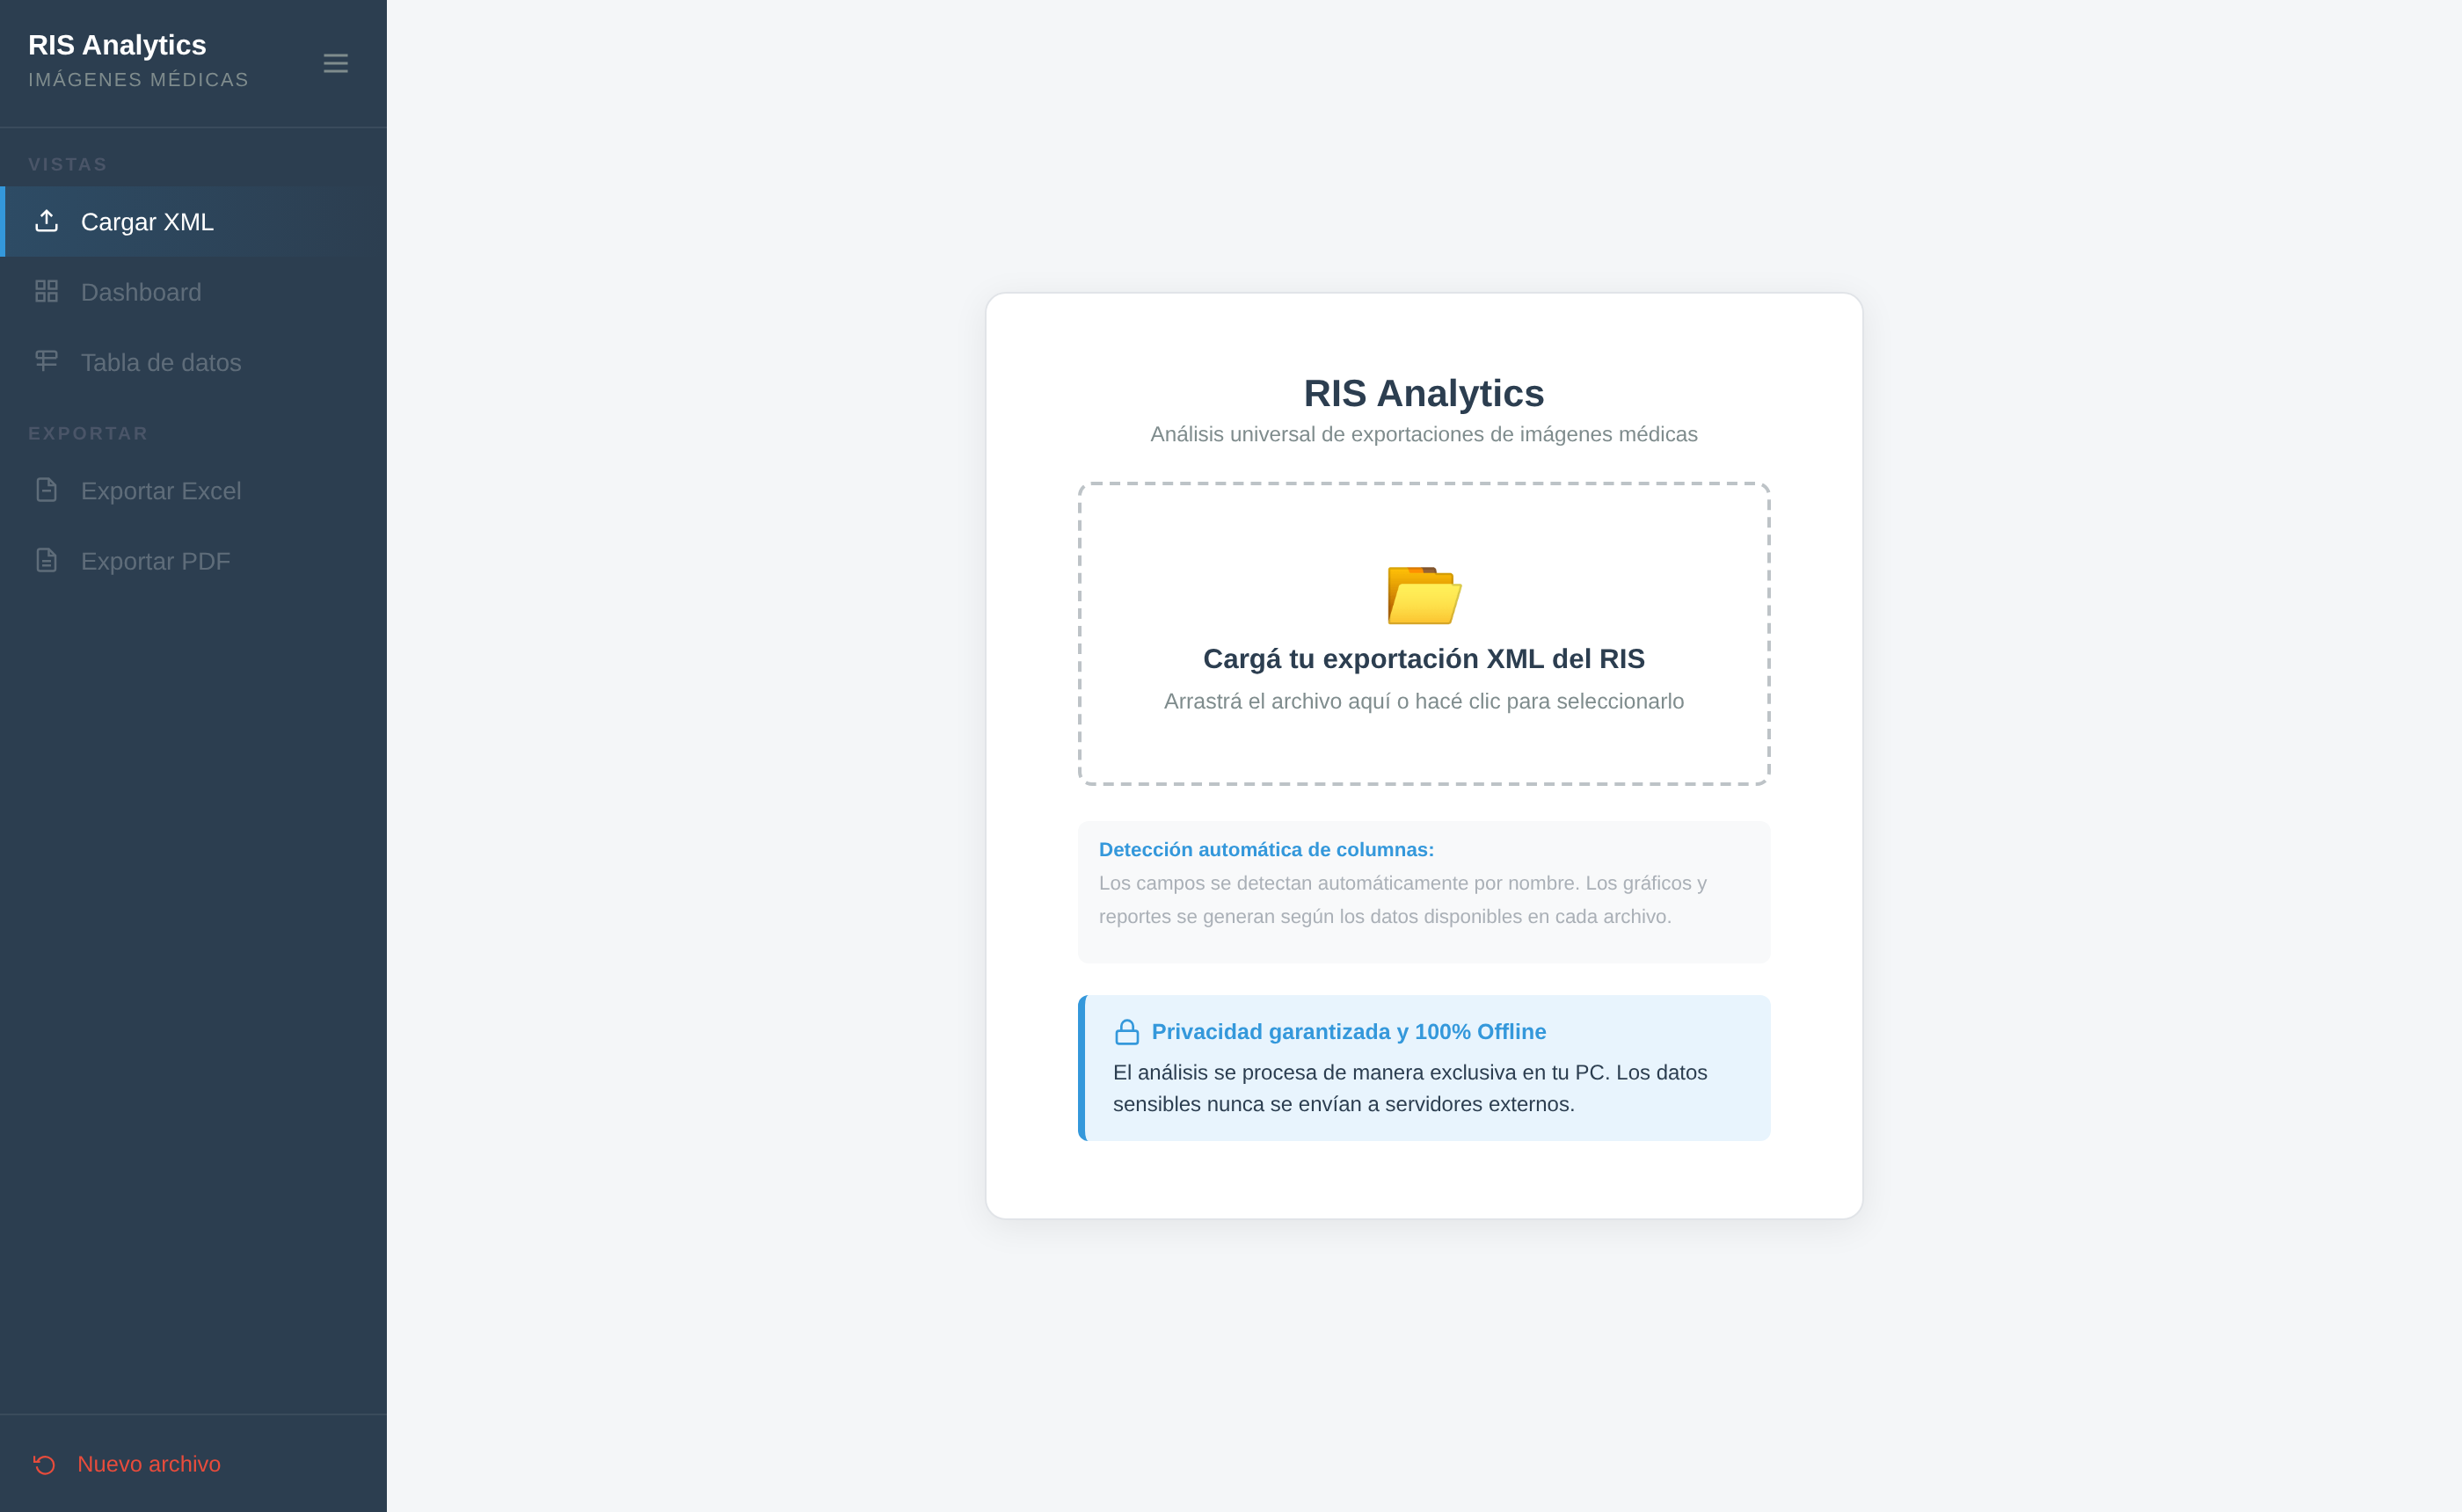 RIS Analytics
IMÁGENES MÉDICAS
VISTAS
Cargar XML
Dashboard
Tabla de datos
EXPORTAR
Exportar Excel
Exportar PDF
Nuevo archivo
RIS Analytics
Análisis universal de exportaciones de imágenes médicas
Cargá tu exportación XML del RIS
Arrastrá el archivo aquí o hacé clic para seleccionarlo
Detección automática de columnas:
Los campos se detectan automáticamente por nombre. Los gráficos y
reportes se generan según los datos disponibles en cada archivo.
Privacidad garantizada y 100% Offline
El análisis se procesa de manera exclusiva en tu PC. Los datos
sensibles nunca se envían a servidores externos.